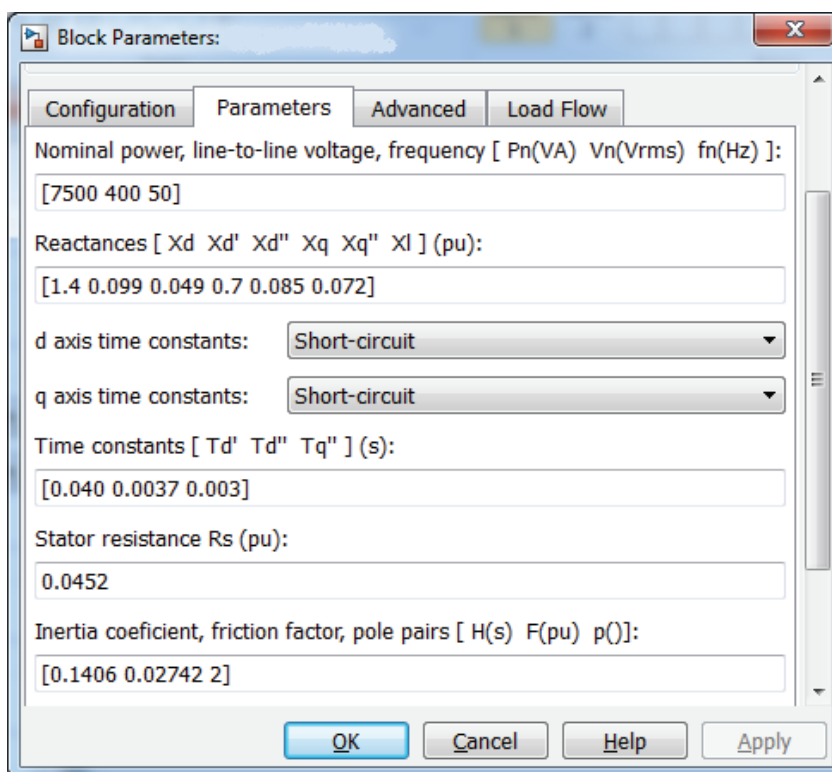 Block Parameters:
Configuration Parameters Advanced Load Flow
Nominal power, line-to-line voltage, frequency [ Pn(VA) Vn(Vrms) fn(Hz) ]:
[7500 400 50]
Reactances [ Xd Xd' Xd'' Xq Xq'' Xl ] (pu):
[1.4 0.099 0.049 0.7 0.085 0.072]
d axis time constants: Short-circuit
q axis time constants: Short-circuit
Time constants [ Td' Td'' Tq'' ] (s):
[0.040 0.0037 0.003]
Stator resistance Rs (pu):
0.0452
Inertia coeficient, friction factor, pole pairs [ H(s) F(pu) p()]:
[0.1406 0.02742 2]
OK Cancel Help Apply